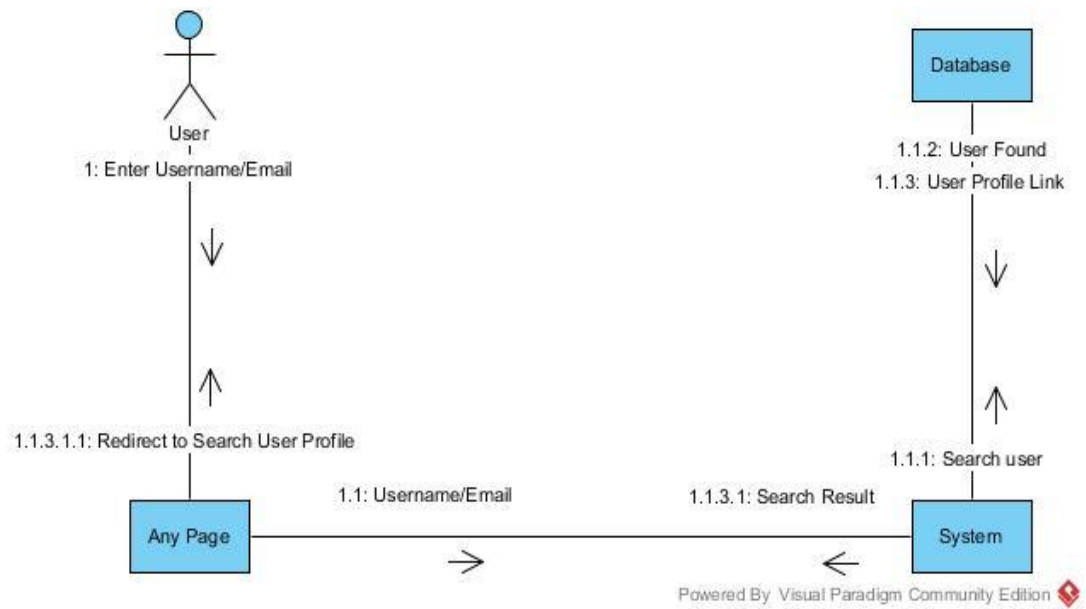 Database
User
1: Enter Username/Email
1.1.2: User Found
1.1.3: User Profile Link
1.1.3.1.1: Redirect to Search User Profile
1.1.1: Search user
1.1: Username/Email
1.1.3.1: Search Result
Any Page
System
Powered By Visual Paradigm Community Edition